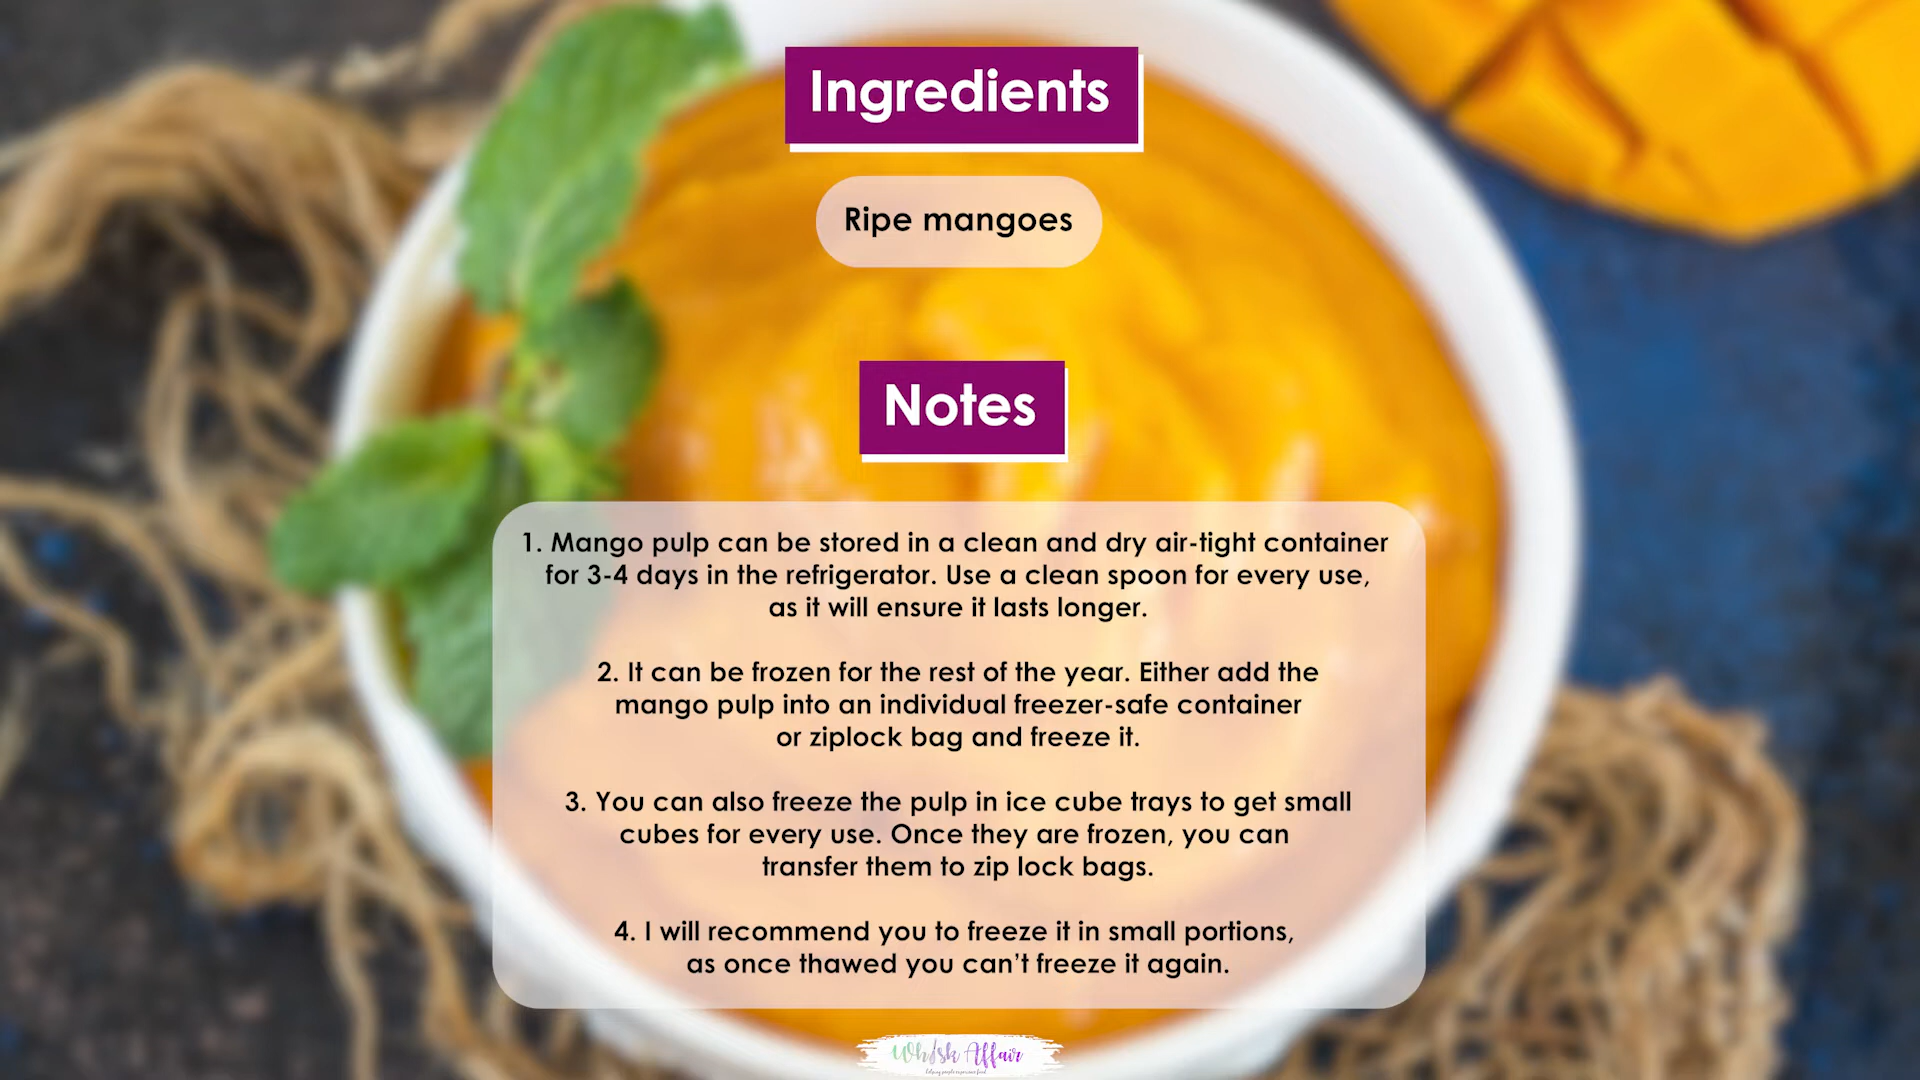 Ingredients
Ripe mangoes
Notes
1. Mango pulp can be stored in a clean and dry air-tight container
for 3-4 days in the refrigerator. Use a clean spoon for every use,
as it will ensure it lasts longer.
2. It can be frozen for the rest of the year. Either add the
mango pulp into an individual freezer-safe container
or ziplock bag and freeze it.
3. You can also freeze the pulp in ice cube trays to get small
cubes for every use. Once they are frozen, you can
transfer them to zip lock bags.
4. I will recommend you to freeze it in small portions,
as once thawed you can't freeze it again.
Whisk Affair